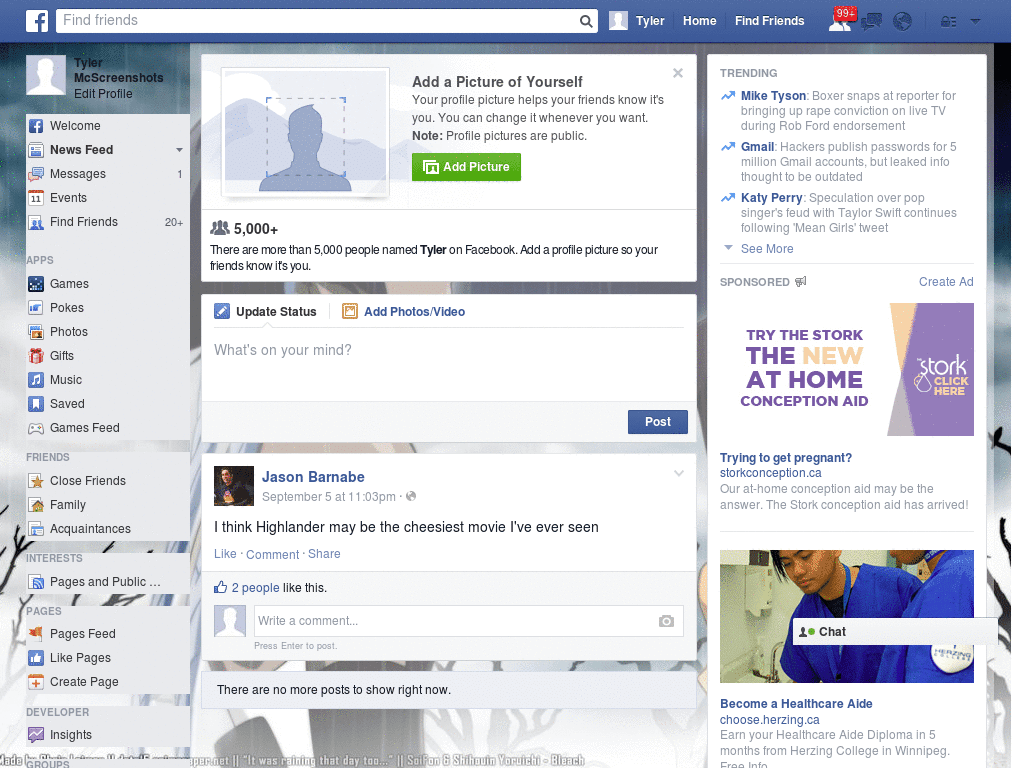 Find friends
Tyler
Home
Find Friends
99+
Tyler
McScreenshots
Edit Profile
Welcome
News Feed
Messages 1
Events
Find Friends 20+
APPS
Games
Pokes
Photos
Gifts
Music
Saved
Games Feed
FRIENDS
Close Friends
Family
Acquaintances
INTERESTS
Pages and Public ...
PAGES
Pages Feed
Like Pages
Create Page
DEVELOPER
Insights
GROUPS
Add a Picture of Yourself
Your profile picture helps your friends know it's
you. You can change it whenever you want.
Note: Profile pictures are public.
Add Picture
5,000+
There are more than 5,000 people named Tyler on Facebook. Add a profile picture so your
friends know it's you.
Update Status
Add Photos/Video
What's on your mind?
Post
Jason Barnabe
September 5 at 11:03pm ·
I think Highlander may be the cheesiest movie I've ever seen
Like · Comment · Share
2 people like this.
Write a comment...
Press Enter to post.
There are no more posts to show right now.
TRENDING
Mike Tyson: Boxer snaps at reporter for
bringing up rape conviction on live TV
during Rob Ford endorsement
Gmail: Hackers publish passwords for 5
million Gmail accounts, but leaked info
thought to be outdated
Katy Perry: Speculation over pop
singer's feud with Taylor Swift continues
following 'Mean Girls' tweet
See More
SPONSORED
Create Ad
TRY THE STORK
THE NEW
AT HOME
CONCEPTION AID
the stork
CLICK
HERE
Trying to get pregnant?
storkconception.ca
Our at-home conception aid may be the
answer. The Stork conception aid has arrived!
Chat
HERZING
COLLEGE
Become a Healthcare Aide
choose.herzing.ca
Earn your Healthcare Aide Diploma in 5
months from Herzing College in Winnipeg.
Free Info
Made by || "It was raining that day too..." || SoiFon & Shihouin Yoruichi - Bleach